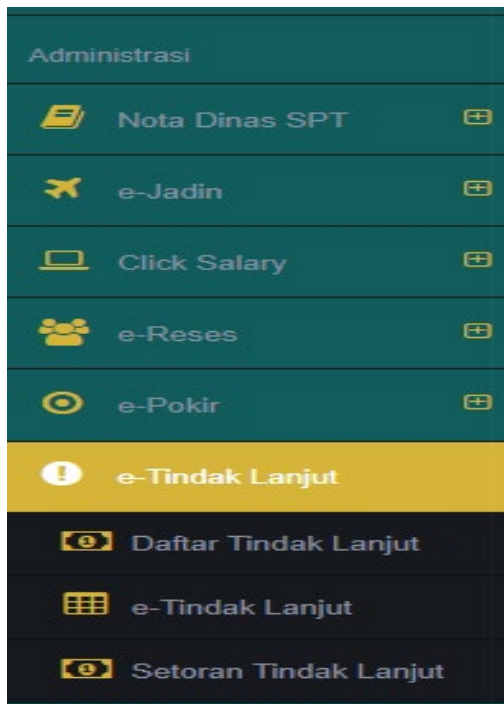 Administrasi
Nota Dinas SPT
e-Jadin
Click Salary
e-Reses
e-Pokir
e-Tindak Lanjut
Daftar Tindak Lanjut
e-Tindak Lanjut
Setoran Tindak Lanjut